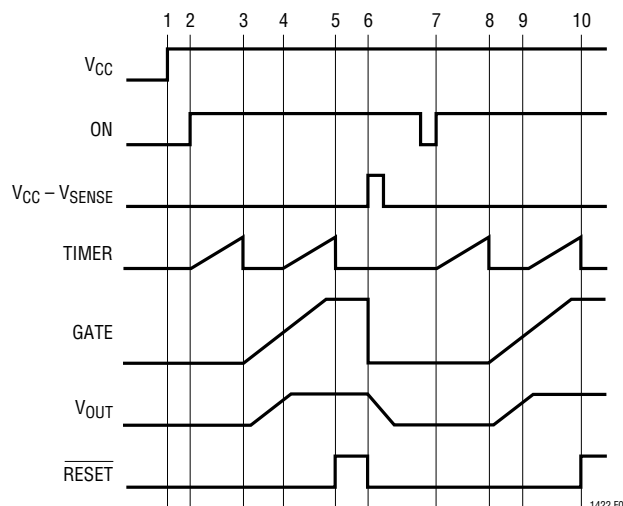 1 2 3 4 5 6 7 8 9 10
VCC
ON
VCC – VSENSE
TIMER
GATE
VOUT
RESET